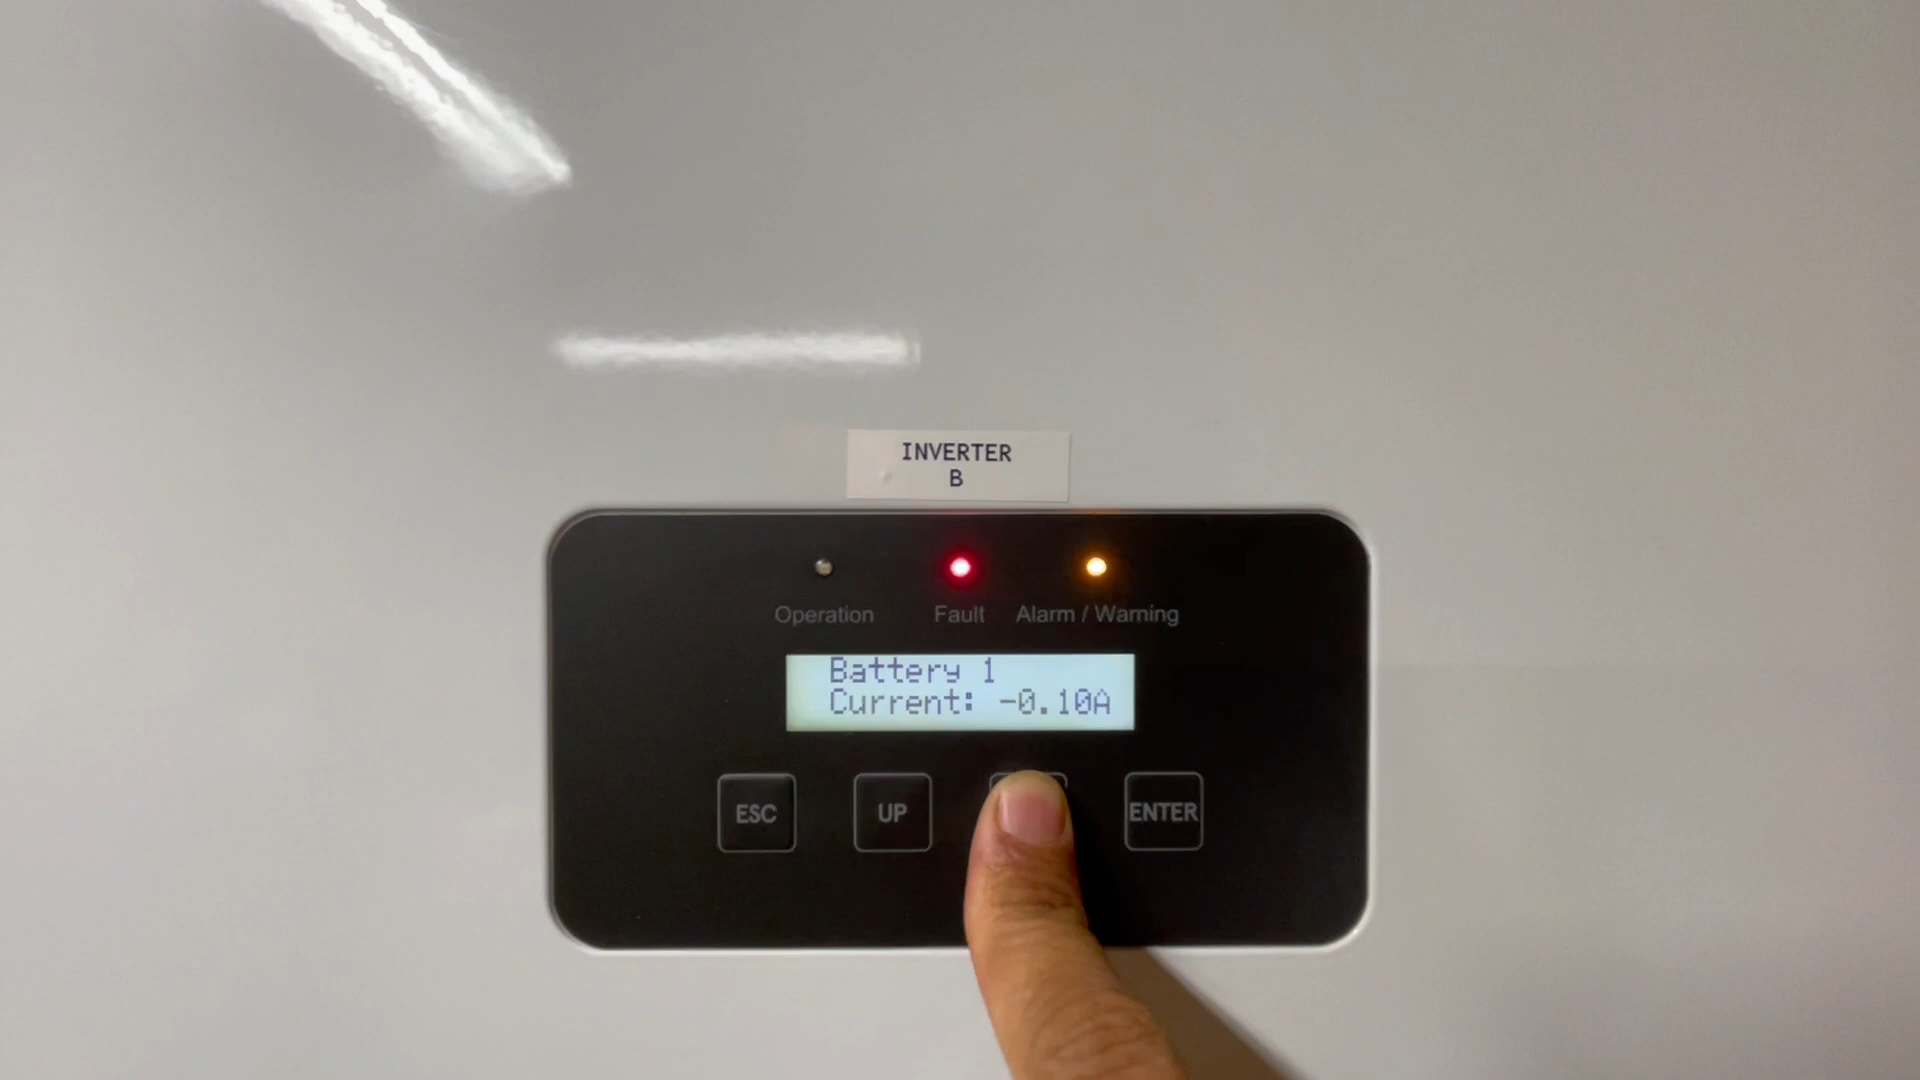 INVERTER
B
Operation Fault Alarm / Warning
Battery 1
Current: -0.10A
ESC UP ENTER